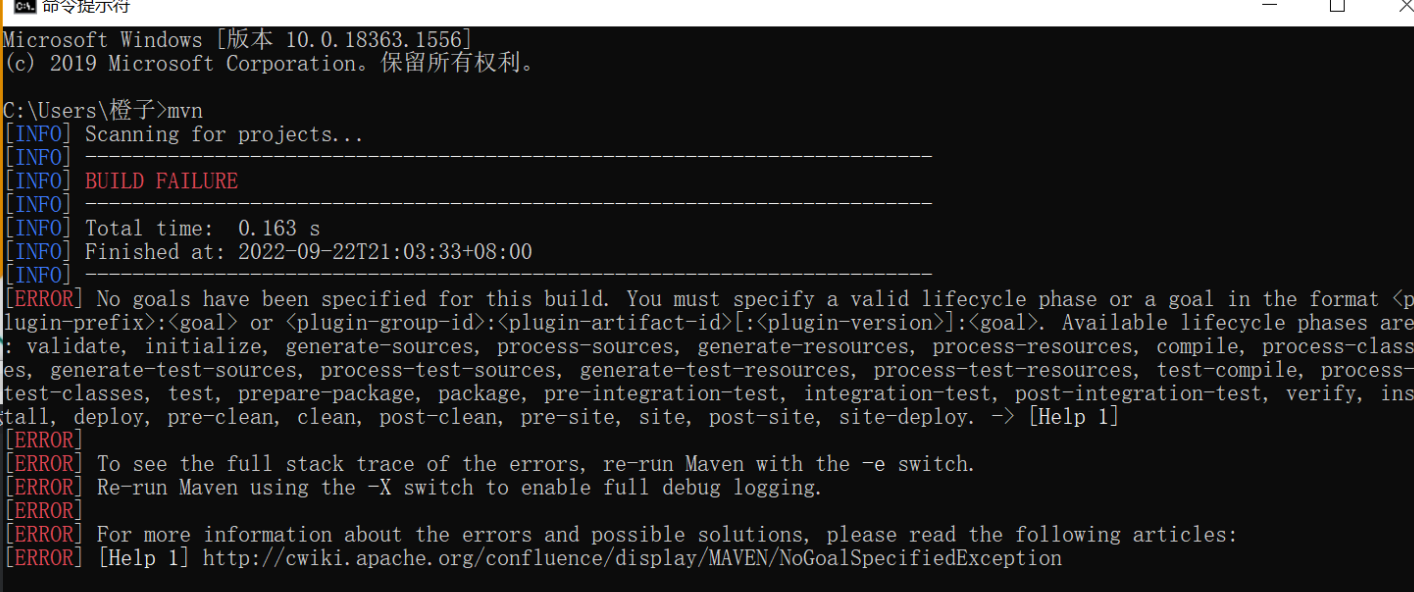 命令提示符
Microsoft Windows [版本 10.0.18363.1556]
(c) 2019 Microsoft Corporation。保留所有权利。
C:\Users\橙子>mvn
[INFO] Scanning for projects...
[INFO] ------------------------------------------------------------------------
[INFO] BUILD FAILURE
[INFO] ------------------------------------------------------------------------
[INFO] Total time:  0.163 s
[INFO] Finished at: 2022-09-22T21:03:33+08:00
[INFO] ------------------------------------------------------------------------
[ERROR] No goals have been specified for this build. You must specify a valid lifecycle phase or a goal in the format <p
lugin-prefix>:<goal> or <plugin-group-id>:<plugin-artifact-id>[:<plugin-version>]:<goal>. Available lifecycle phases are
: validate, initialize, generate-sources, process-sources, generate-resources, process-resources, compile, process-class
es, generate-test-sources, process-test-sources, generate-test-resources, process-test-resources, test-compile, process-
test-classes, test, prepare-package, package, pre-integration-test, integration-test, post-integration-test, verify, ins
tall, deploy, pre-clean, clean, post-clean, pre-site, site, post-site, site-deploy. -> [Help 1]
[ERROR]
[ERROR] To see the full stack trace of the errors, re-run Maven with the -e switch.
[ERROR] Re-run Maven using the -X switch to enable full debug logging.
[ERROR]
[ERROR] For more information about the errors and possible solutions, please read the following articles:
[ERROR] [Help 1] http://cwiki.apache.org/confluence/display/MAVEN/NoGoalSpecifiedException